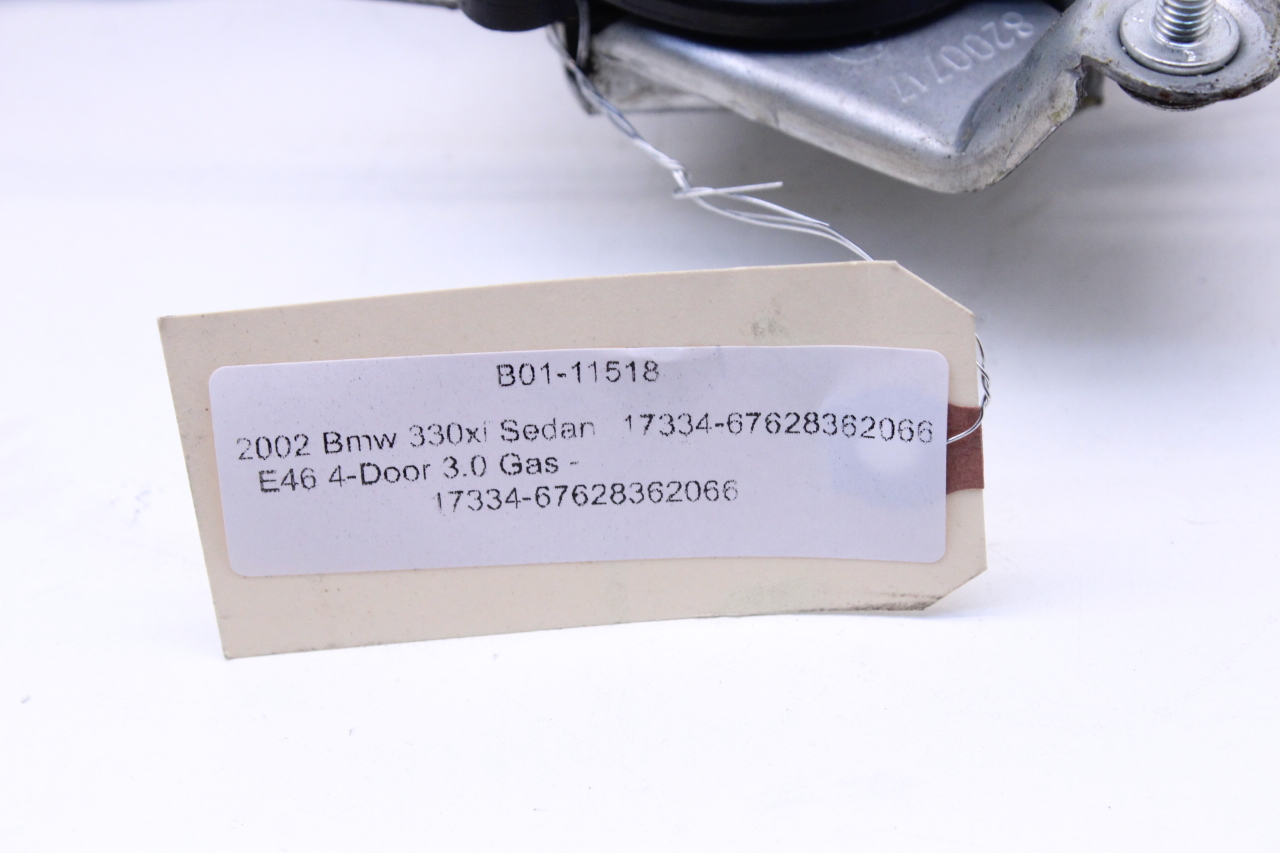 8200717
B01-11518
2002 Bmw 330xi Sedan 17334-67628362066
E46 4-Door 3.0 Gas -
17334-67628362066